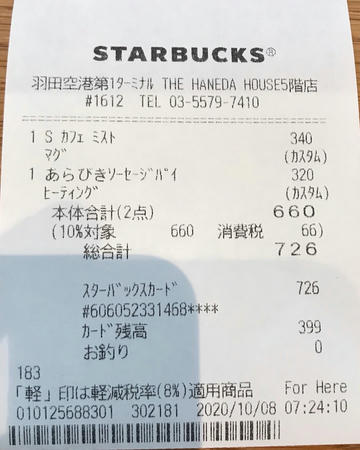 STARBUCKS®
羽田空港第1ﾀｰﾐﾅﾙ THE HANEDA HOUSE5階店
#1612 TEL 03-5579-7410
1 S ｶﾌｪ ﾐｽﾄ 340
ﾏｸﾞ (ｶｽﾀﾑ)
1 あらびきｿｰｾｰｼﾞﾊﾟｲ 320
ﾋｰﾃｨﾝｸﾞ (ｶｽﾀﾑ)
本体合計(2点) 660
(10%対象 660 消費税 66)
総合計 726
ｽﾀｰﾊﾞｯｸｽｶｰﾄﾞ 726
#606052331468****
ｶｰﾄﾞ残高 399
お釣り 0
183
「軽」印は軽減税率(8%)適用商品 For Here
010125688301 302181 2020/10/08 07:24:10